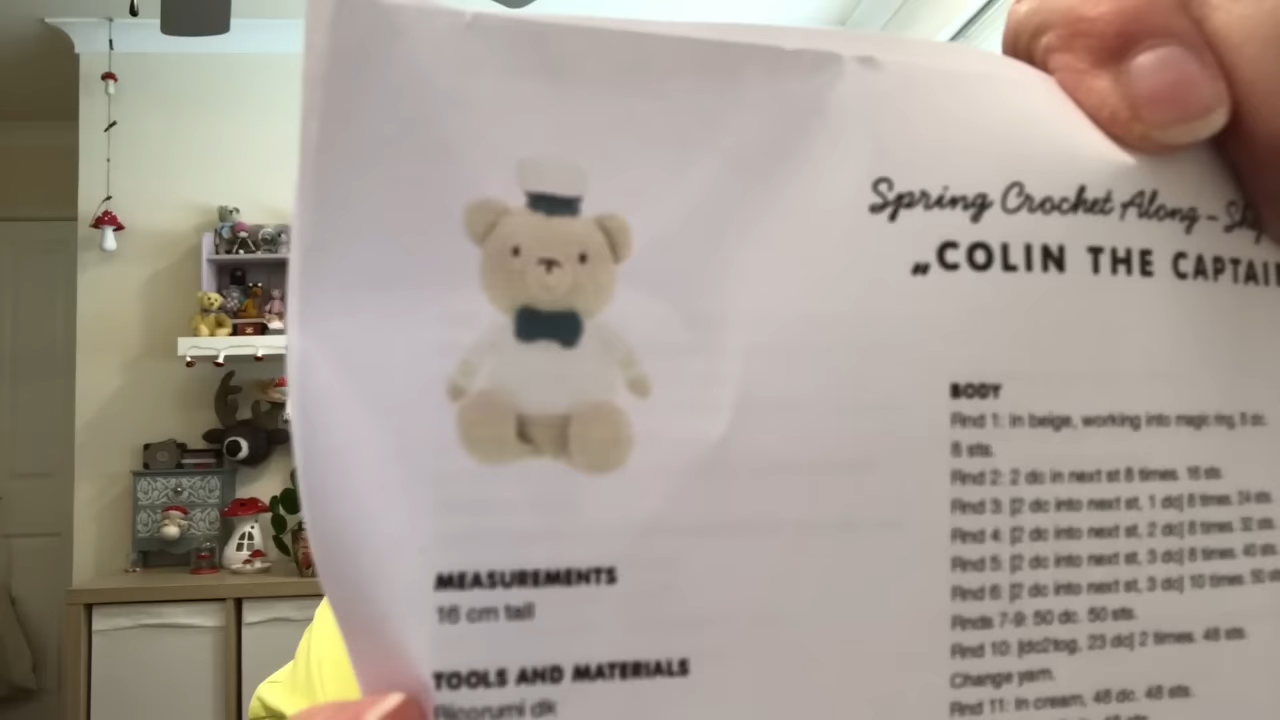 Spring Crochet Along -
„COLIN THE CAPTAIN
MEASUREMENTS
16 cm tall
TOOLS AND MATERIALS
Ricorumi dk
BODY
Rnd 1: In beige, working into magic ring, 8 dc.
8 sts.
Rnd 2: 2 dc in next st 8 times. 16 sts.
Rnd 3: [2 dc into next st, 1 dc] 8 times. 24 sts.
Rnd 4: [2 dc into next st, 2 dc] 8 times. 32 sts.
Rnd 5: [2 dc into next st, 3 dc] 8 times. 40 sts.
Rnd 6: [2 dc into next st, 3 dc] 10 times. 50 sts
Rnds 7-9: 50 dc. 50 sts.
Rnd 10: [dc2tog, 23 dc] 2 times. 48 sts.
Change yarn.
Rnd 11: In cream, 48 dc. 48 sts.